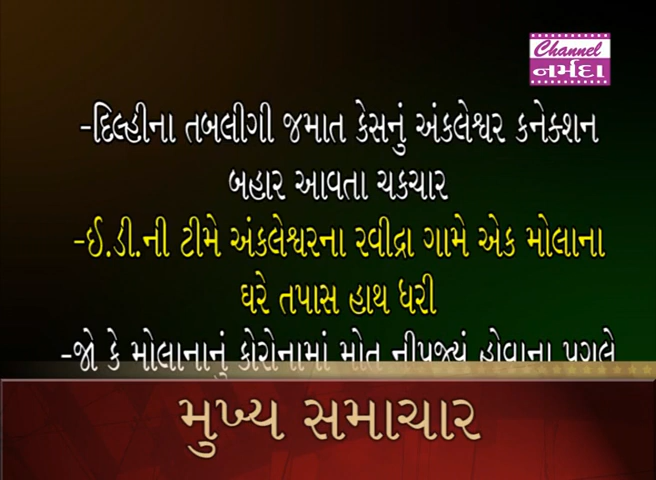 Channel
નર્મદા
-દિલ્હીના તબલીગી જમાત કેસનું અંકલેશ્વર કનેક્શન
બહાર આવતા ચકચાર
-ઈ.ડી.ની ટીમે અંકલેશ્વરના રવીદ્રા ગામે એક મોલાના
ઘરે તપાસ હાથ ધરી
-જો કે મોલાનાનું કોરોનામાં મોત નીપજ્યું હોવાના પગલે
મુખ્ય સમાચાર